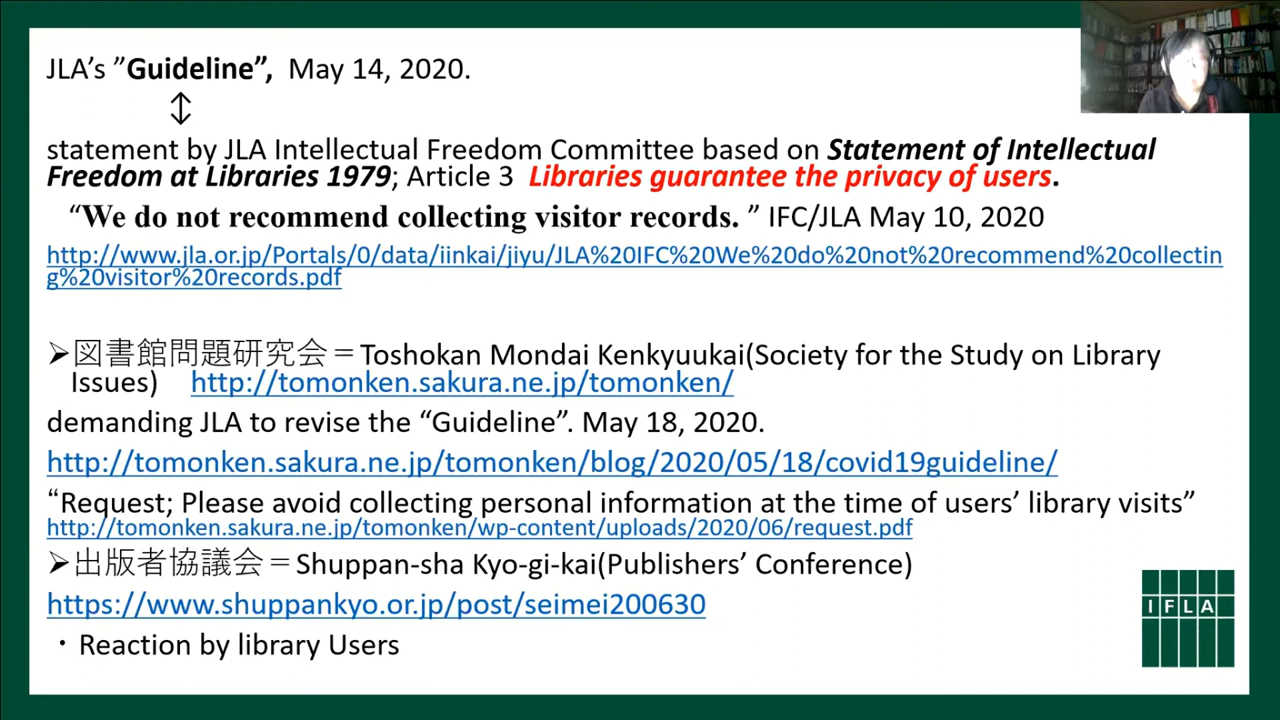 JLA's ”Guideline”, May 14, 2020.
↕
statement by JLA Intellectual Freedom Committee based on Statement of Intellectual
Freedom at Libraries 1979; Article 3 Libraries guarantee the privacy of users.
“We do not recommend collecting visitor records. ” IFC/JLA May 10, 2020
http://www.jla.or.jp/Portals/0/data/iinkai/jiyu/JLA%20IFC%20We%20do%20not%20recommend%20collectin
g%20visitor%20records.pdf
➢図書館問題研究会＝Toshokan Mondai Kenkyuukai(Society for the Study on Library
Issues) http://tomonken.sakura.ne.jp/tomonken/
demanding JLA to revise the “Guideline”. May 18, 2020.
http://tomonken.sakura.ne.jp/tomonken/blog/2020/05/18/covid19guideline/
“Request; Please avoid collecting personal information at the time of users’ library visits”
http://tomonken.sakura.ne.jp/tomonken/wp-content/uploads/2020/06/request.pdf
➢出版者協議会＝Shuppan-sha Kyo-gi-kai(Publishers’ Conference)
https://www.shuppankyo.or.jp/post/seimei200630
・Reaction by library Users
IFLA